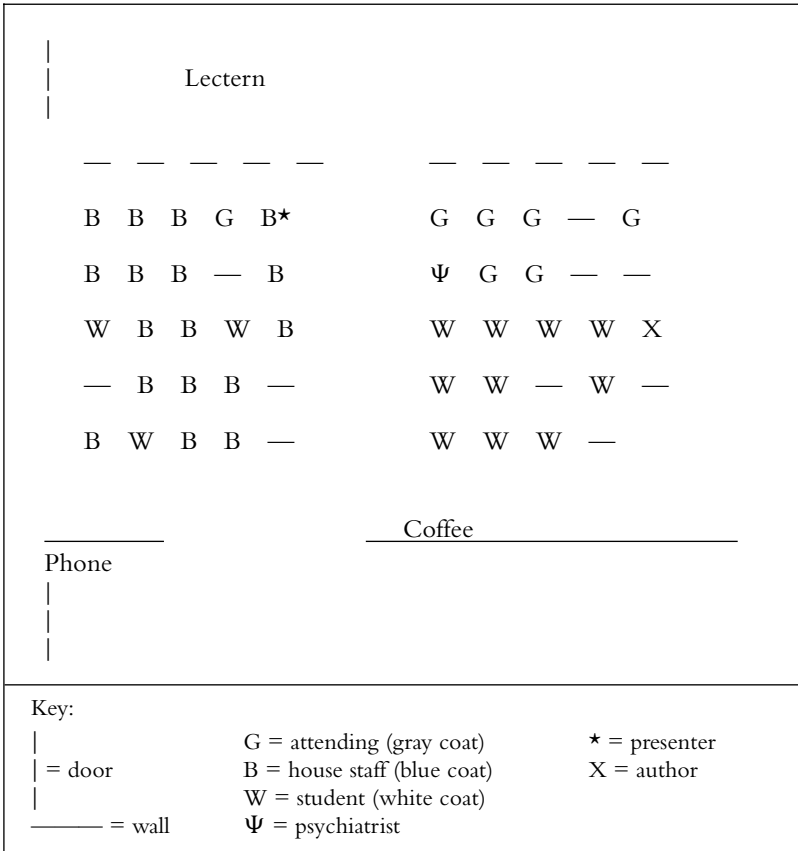 |
| Lectern
|
— — — — — — — — — —
B B B G B★ G G G — G
B B B — B Ψ G G — —
W B B W B W W W W X
— B B B — W W — W —
B W B B — W W W —
Coffee
Phone
|
|
|
Key:
| G = attending (gray coat) ★ = presenter
| = door B = house staff (blue coat) X = author
| W = student (white coat)
——— = wall Ψ = psychiatrist